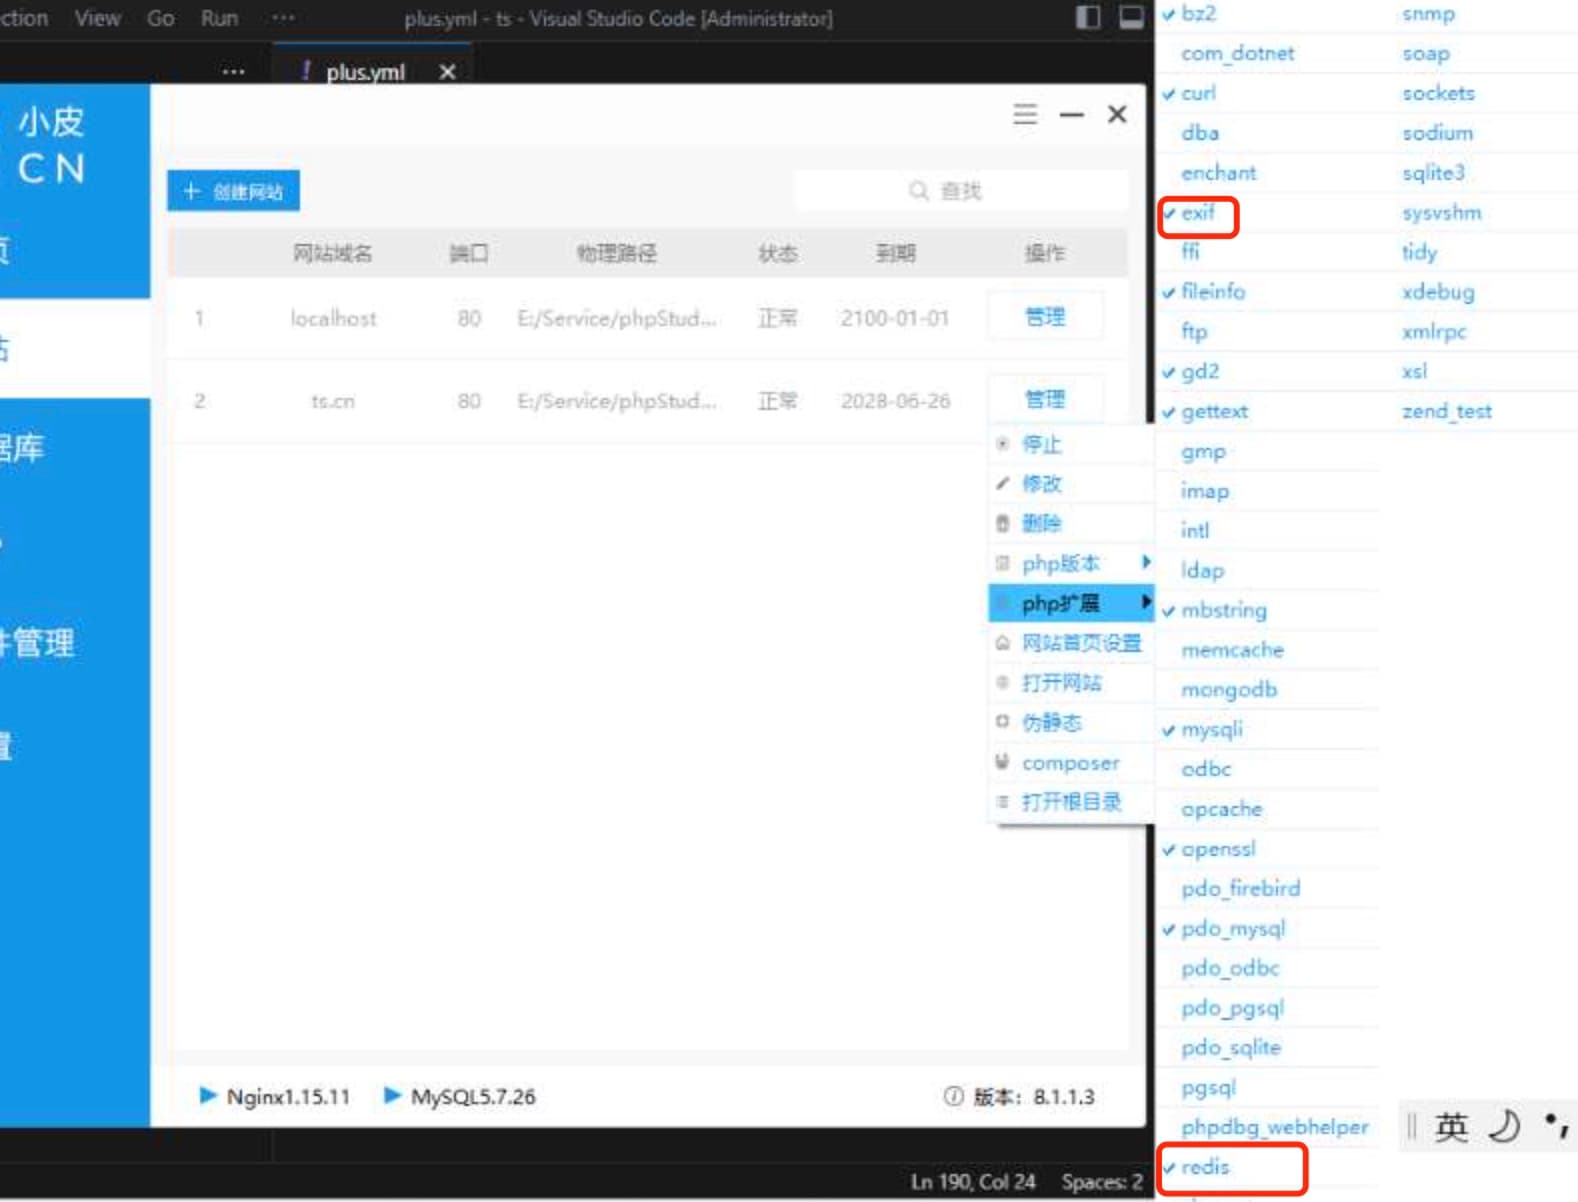 ction View Go Run ···
plus.yml - ts - Visual Studio Code [Administrator]
··· ! plus.yml ×
小皮
CN
页
站
据库
件管理
置
+ 创建网站
查找
网站域名 端口 物理路径 状态 到期 操作
1 localhost 80 E:/Service/phpStud... 正常 2100-01-01 管理
2 ts.cn 80 E:/Service/phpStud... 正常 2028-06-26 管理
停止
修改
删除
php版本
php扩展
网站首页设置
打开网站
伪静态
composer
打开根目录
Nginx1.15.11 MySQL5.7.26
版本：8.1.1.3
Ln 190, Col 24 Spaces: 2
bz2
com_dotnet
curl
dba
enchant
exif
ffi
fileinfo
ftp
gd2
gettext
gmp
imap
intl
ldap
mbstring
memcache
mongodb
mysqli
odbc
opcache
openssl
pdo_firebird
pdo_mysql
pdo_odbc
pdo_pgsql
pdo_sqlite
pgsql
phpdbg_webhelper
redis
snmp
soap
sockets
sodium
sqlite3
sysvshm
tidy
xdebug
xmlrpc
xsl
zend_test
英